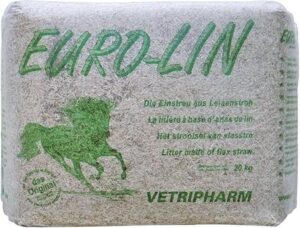 EURO-LIN
Die Einstreu aus Leinenstroh
La litière à base d'anas de lin
Het strooisel van vlasstro
Litter made of flax straw
20 kg
das
Original
VETRIPHARM